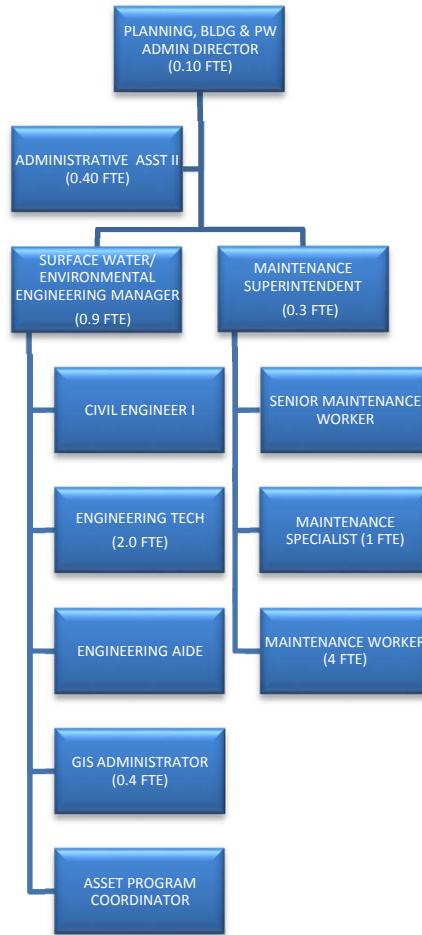 PLANNING, BLDG & PW
ADMIN DIRECTOR
(0.10 FTE)
ADMINISTRATIVE ASST II
(0.40 FTE)
SURFACE WATER/
ENVIRONMENTAL
ENGINEERING MANAGER
(0.9 FTE)
MAINTENANCE
SUPERINTENDENT
(0.3 FTE)
CIVIL ENGINEER I
SENIOR MAINTENANCE
WORKER
ENGINEERING TECH
(2.0 FTE)
MAINTENANCE
SPECIALIST (1 FTE)
ENGINEERING AIDE
MAINTENANCE WORKER
(4 FTE)
GIS ADMINISTRATOR
(0.4 FTE)
ASSET PROGRAM
COORDINATOR